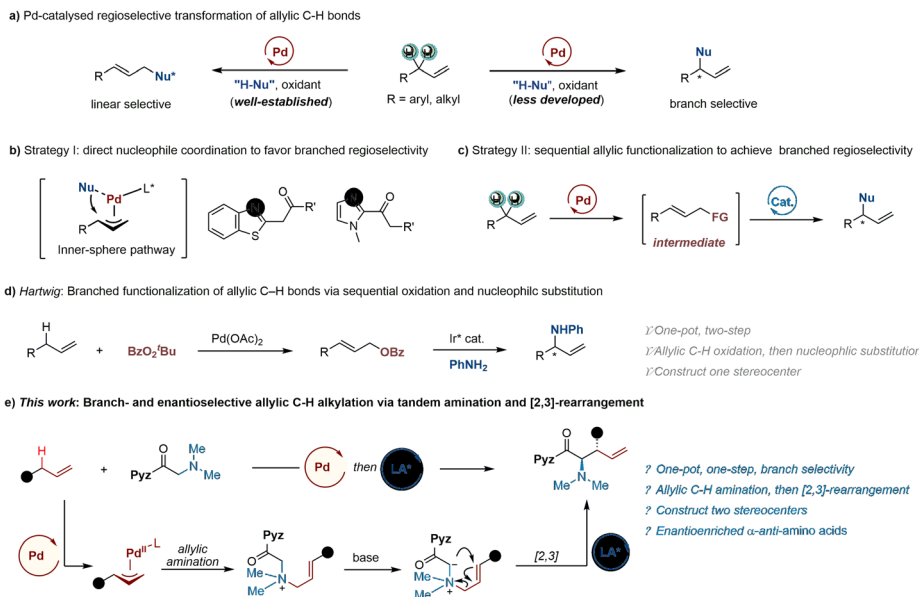 a) Pd-catalysed regioselective transformation of allylic C-H bonds
R Nu*
linear selective
Pd
"H-Nu", oxidant
(well-established)
H H
R
R = aryl, alkyl
Pd
"H-Nu", oxidant
(less developed)
Nu
R *
branch selective
b) Strategy I: direct nucleophile coordination to favor branched regioselectivity
Nu Pd L*
R
Inner-sphere pathway
N O
S R'
N O
N R'
c) Strategy II: sequential allylic functionalization to achieve branched regioselectivity
H H
R
Pd
R FG
intermediate
Cat.
Nu
R *
d) Hartwig: Branched functionalization of allylic C–H bonds via sequential oxidation and nucleophilc substitution
H
R
+
BzO₂ᵗBu
Pd(OAc)₂
R OBz
Ir* cat.
PhNH₂
NHPh
R *
One-pot, two-step
Allylic C-H oxidation, then nucleophlic substitutior
Construct one stereocenter
e) This work: Branch- and enantioselective allylic C-H alkylation via tandem amination and [2,3]-rearrangement
H
+
O Me
Pyz N Me
Pd then LA*
O
Pyz
Me N Me
? One-pot, one-step, branch selectivity
? Allylic C-H amination, then [2,3]-rearrangement
? Construct two stereocenters
? Enantioenriched α-anti-amino acids
Pd
Pdᴵᴵ L
allylic
amination
Pyz
O
Me N
Me +
base
Pyz
O −
Me N
Me +
[2,3]
LA*